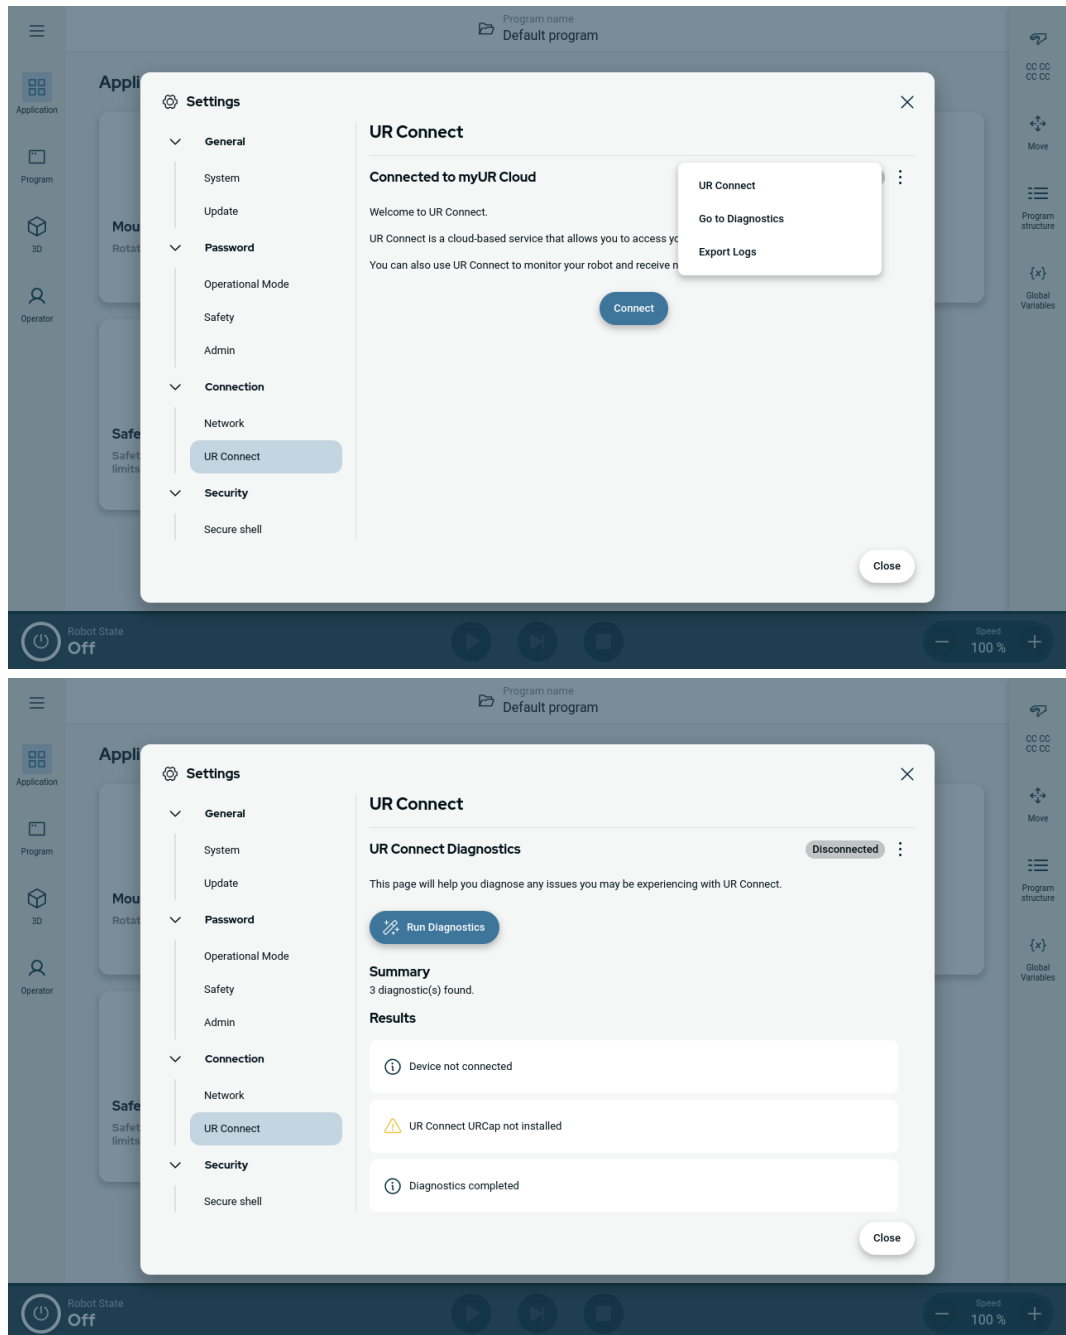 Program name
Default program
Application
Program
3D
Operator
Appli
Mou
Rotat
Safe
Safet
limits
Settings
General
System
Update
Password
Operational Mode
Safety
Admin
Connection
Network
UR Connect
Security
Secure shell
UR Connect
Connected to myUR Cloud
Welcome to UR Connect.
UR Connect is a cloud-based service that allows you to access yo
You can also use UR Connect to monitor your robot and receive n
Connect
UR Connect
Go to Diagnostics
Export Logs
Close
CC CC
CC CC
Move
Program
structure
{x}
Global
Variables
Robot State
Off
Speed
100 %
Program name
Default program
Application
Program
3D
Operator
Appli
Mou
Rotat
Safe
Safet
limits
Settings
General
System
Update
Password
Operational Mode
Safety
Admin
Connection
Network
UR Connect
Security
Secure shell
UR Connect
UR Connect Diagnostics
Disconnected
This page will help you diagnose any issues you may be experiencing with UR Connect.
Run Diagnostics
Summary
3 diagnostic(s) found.
Results
Device not connected
UR Connect URCap not installed
Diagnostics completed
Close
CC CC
CC CC
Move
Program
structure
{x}
Global
Variables
Robot State
Off
Speed
100 %